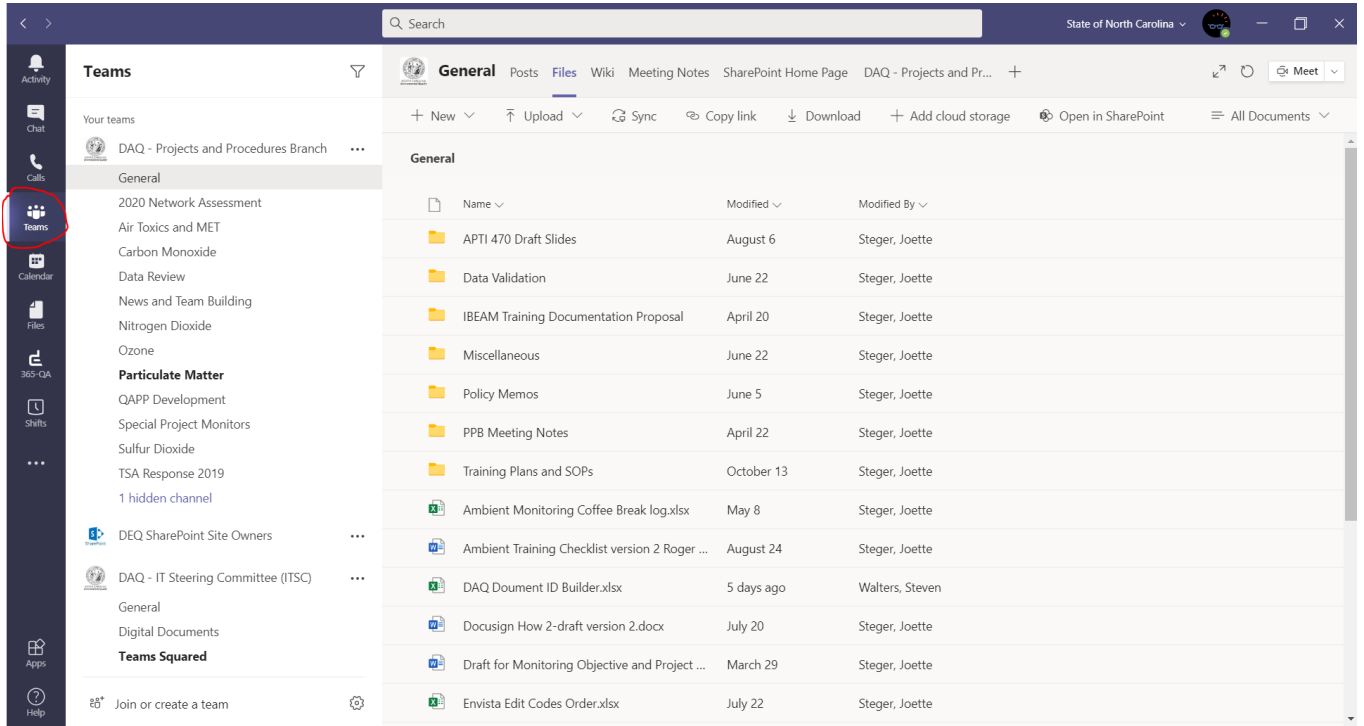 Search
State of North Carolina
Activity
Chat
Calls
Teams
Calendar
Files
365-QA
Shifts
Apps
Help
Teams
Your teams
DAQ - Projects and Procedures Branch
General
2020 Network Assessment
Air Toxics and MET
Carbon Monoxide
Data Review
News and Team Building
Nitrogen Dioxide
Ozone
Particulate Matter
QAPP Development
Special Project Monitors
Sulfur Dioxide
TSA Response 2019
1 hidden channel
DEQ SharePoint Site Owners
DAQ - IT Steering Committee (ITSC)
General
Digital Documents
Teams Squared
Join or create a team
General Posts Files Wiki Meeting Notes SharePoint Home Page DAQ - Projects and Pr... Meet
New Upload Sync Copy link Download Add cloud storage Open in SharePoint All Documents
General
Name Modified Modified By
APTI 470 Draft Slides August 6 Steger, Joette
Data Validation June 22 Steger, Joette
IBEAM Training Documentation Proposal April 20 Steger, Joette
Miscellaneous June 22 Steger, Joette
Policy Memos June 5 Steger, Joette
PPB Meeting Notes April 22 Steger, Joette
Training Plans and SOPs October 13 Steger, Joette
Ambient Monitoring Coffee Break log.xlsx May 8 Steger, Joette
Ambient Training Checklist version 2 Roger ... August 24 Steger, Joette
DAQ Doument ID Builder.xlsx 5 days ago Walters, Steven
Docusign How 2-draft version 2.docx July 20 Steger, Joette
Draft for Monitoring Objective and Project ... March 29 Steger, Joette
Envista Edit Codes Order.xlsx July 22 Steger, Joette